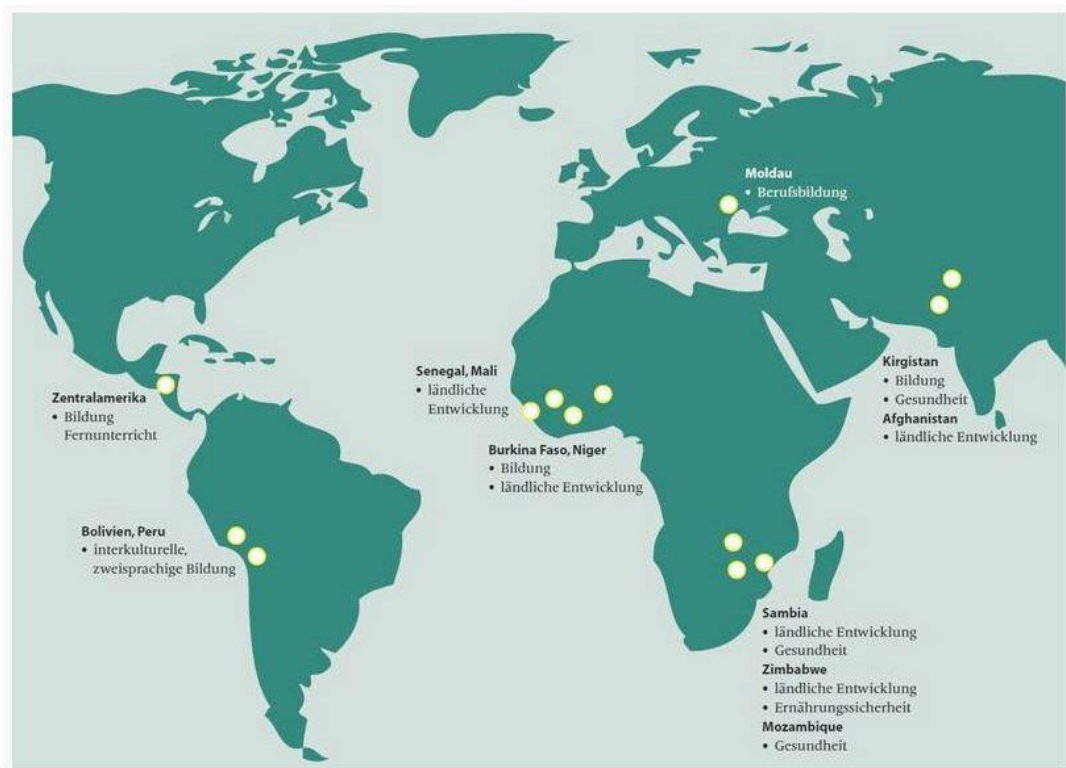 Moldau
• Berufsbildung
Kirgistan
• Bildung
• Gesundheit
Afghanistan
• ländliche Entwicklung
Senegal, Mali
• ländliche
Entwicklung
Zentralamerika
• Bildung
Fernunterricht
Burkina Faso, Niger
• Bildung
• ländliche Entwicklung
Bolivien, Peru
• interkulturelle,
zweisprachige Bildung
Sambia
• ländliche Entwicklung
• Gesundheit
Zimbabwe
• ländliche Entwicklung
• Ernährungssicherheit
Mozambique
• Gesundheit